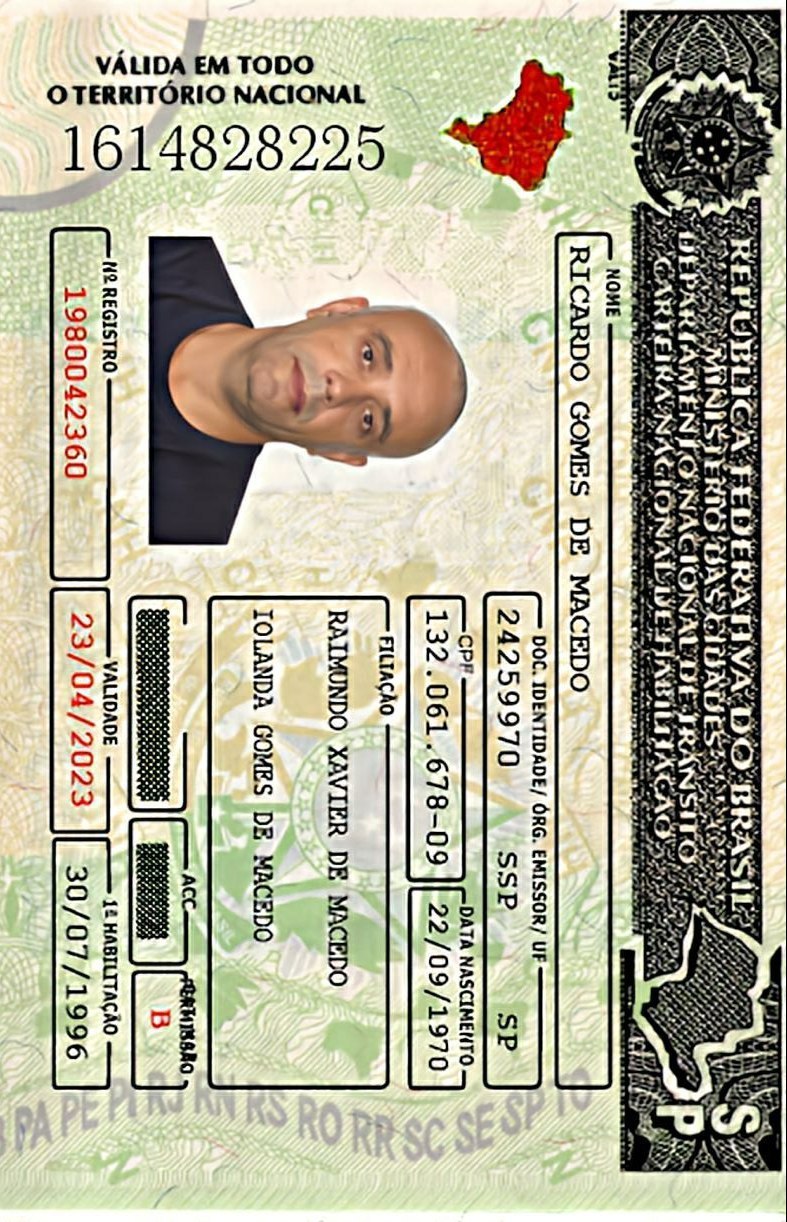 VÁLIDA EM TODO
O TERRITÓRIO NACIONAL
1614828225
REPÚBLICA FEDERATIVA DO BRASIL
MINISTÉRIO DAS CIDADES
DEPARTAMENTO NACIONAL DE TRÂNSITO
CARTEIRA NACIONAL DE HABILITAÇÃO
SP
NOME
RICARDO GOMES DE MACEDO
DOC. IDENTIDADE/ ÓRG. EMISSOR/ UF
24259970 SSP SP
CPF
132.061.678-09
DATA NASCIMENTO
22/09/1970
FILIAÇÃO
RAIMUNDO XAVIER DE MACEDO
IOLANDA GOMES DE MACEDO
ACC
B
Nº REGISTRO
1980042360
VALIDADE
23/04/2023
1ª HABILITAÇÃO
30/07/1996
PA PE PI RJ RN RS RO RR SC SE SP TO